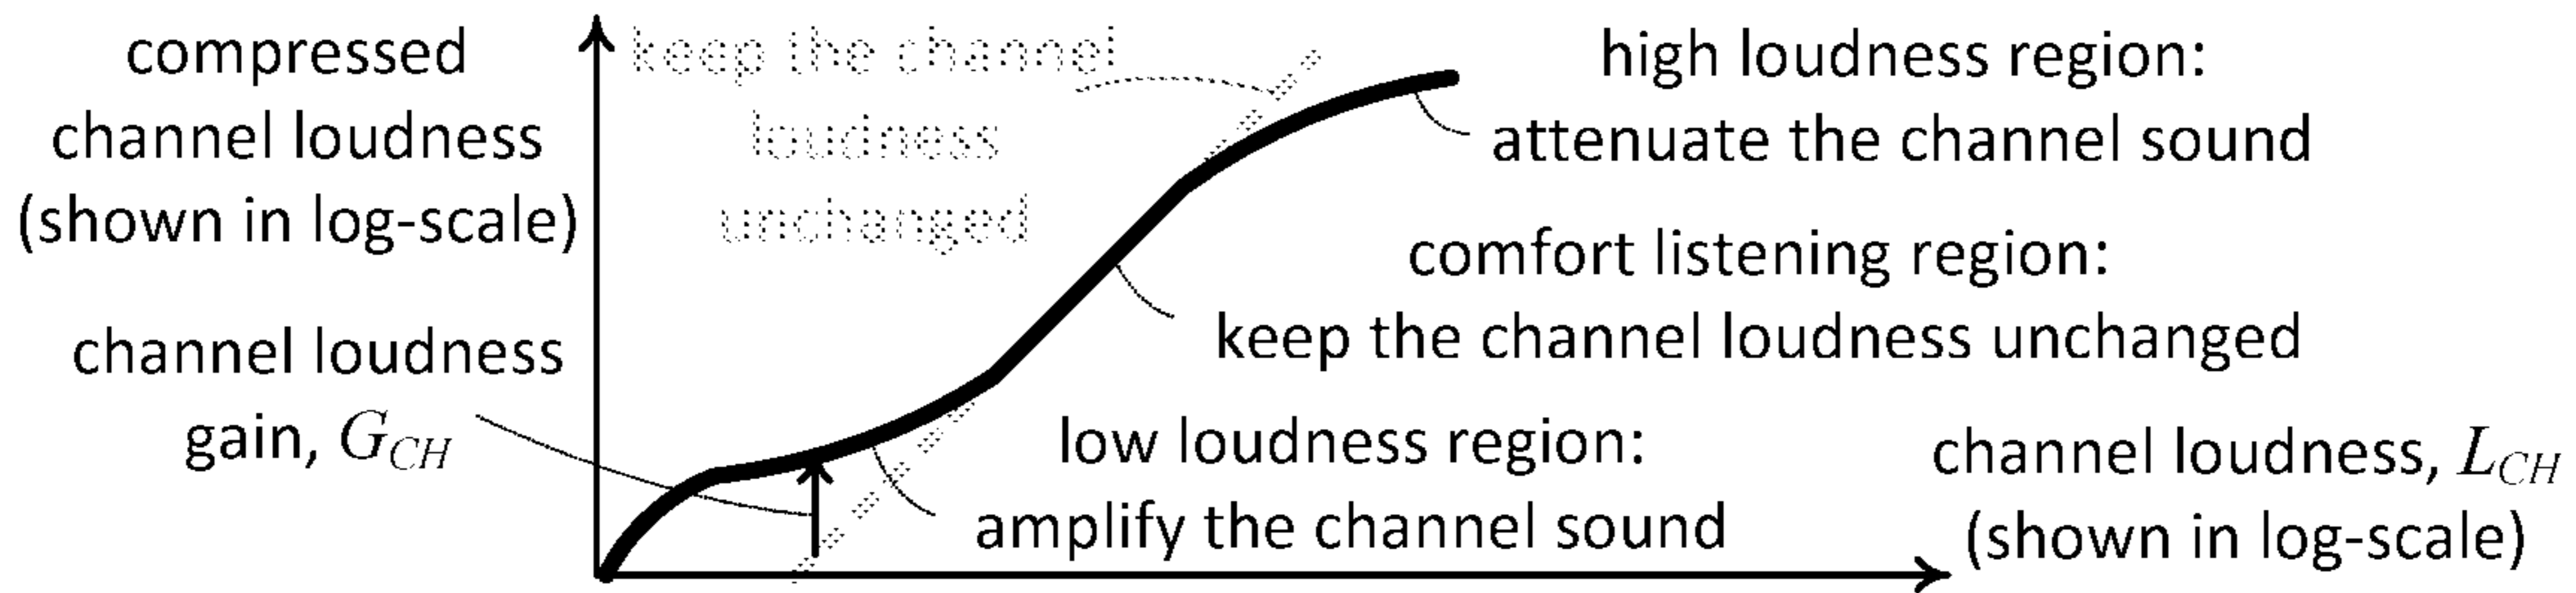 compressed
channel loudness
(shown in log-scale)
keep the channel
loudness
unchanged
high loudness region:
attenuate the channel sound
comfort listening region:
keep the channel loudness unchanged
channel loudness
gain, G_CH
low loudness region:
amplify the channel sound
channel loudness, L_CH
(shown in log-scale)